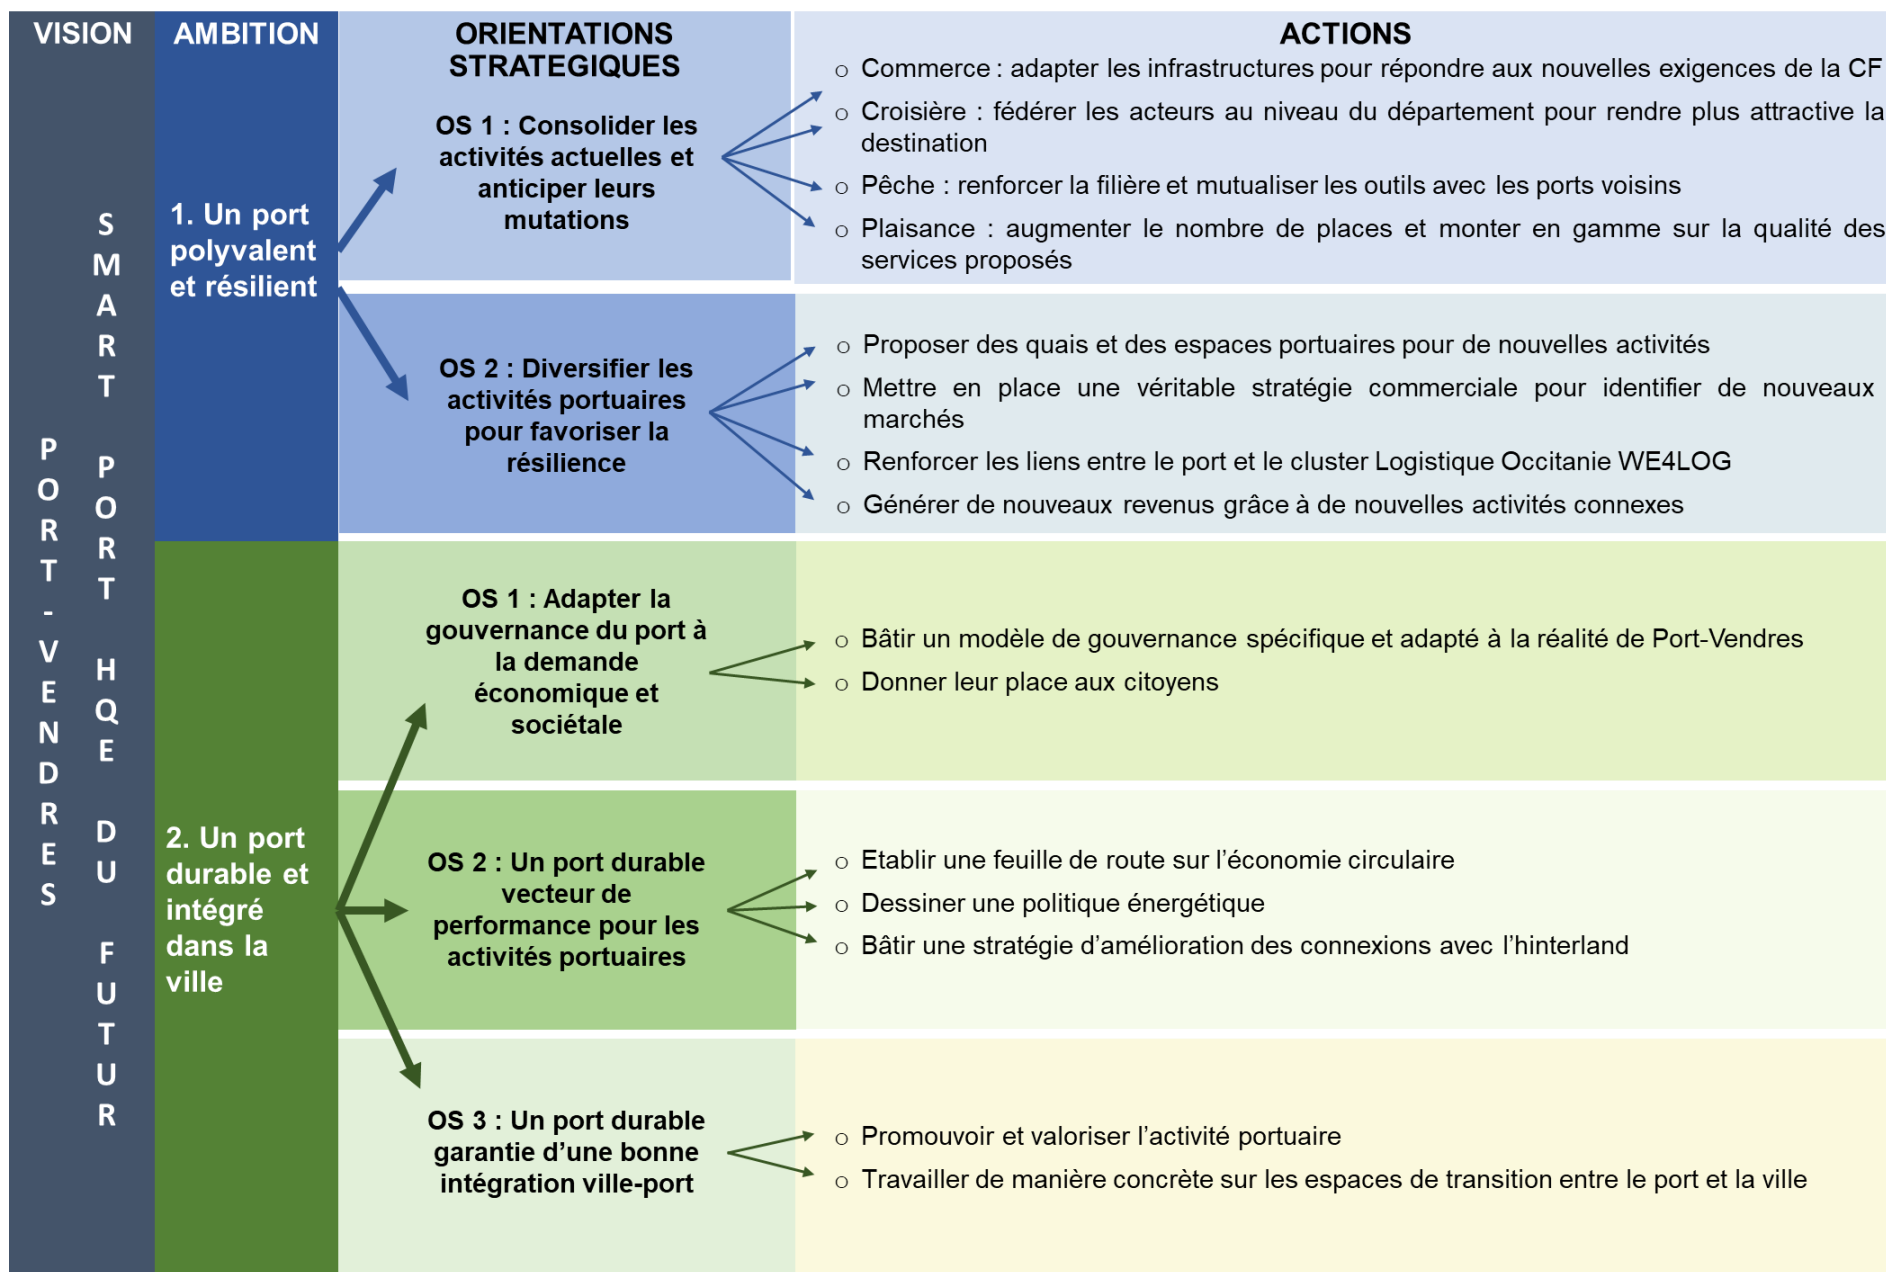 VISION
AMBITION
ORIENTATIONS
STRATEGIQUES
ACTIONS
PORT-VENDRES
SMART PORT HQE DU FUTUR
1. Un port
polyvalent
et résilient
OS 1 : Consolider les
activités actuelles et
anticiper leurs
mutations
o Commerce : adapter les infrastructures pour répondre aux nouvelles exigences de la CF
o Croisière : fédérer les acteurs au niveau du département pour rendre plus attractive la
destination
o Pêche : renforcer la filière et mutualiser les outils avec les ports voisins
o Plaisance : augmenter le nombre de places et monter en gamme sur la qualité des
services proposés
OS 2 : Diversifier les
activités portuaires
pour favoriser la
résilience
o Proposer des quais et des espaces portuaires pour de nouvelles activités
o Mettre en place une véritable stratégie commerciale pour identifier de nouveaux
marchés
o Renforcer les liens entre le port et le cluster Logistique Occitanie WE4LOG
o Générer de nouveaux revenus grâce à de nouvelles activités connexes
2. Un port
durable et
intégré
dans la
ville
OS 1 : Adapter la
gouvernance du port à
la demande
économique et
sociétale
o Bâtir un modèle de gouvernance spécifique et adapté à la réalité de Port-Vendres
o Donner leur place aux citoyens
OS 2 : Un port durable
vecteur de
performance pour les
activités portuaires
o Etablir une feuille de route sur l’économie circulaire
o Dessiner une politique énergétique
o Bâtir une stratégie d’amélioration des connexions avec l’hinterland
OS 3 : Un port durable
garantie d’une bonne
intégration ville-port
o Promouvoir et valoriser l’activité portuaire
o Travailler de manière concrète sur les espaces de transition entre le port et la ville